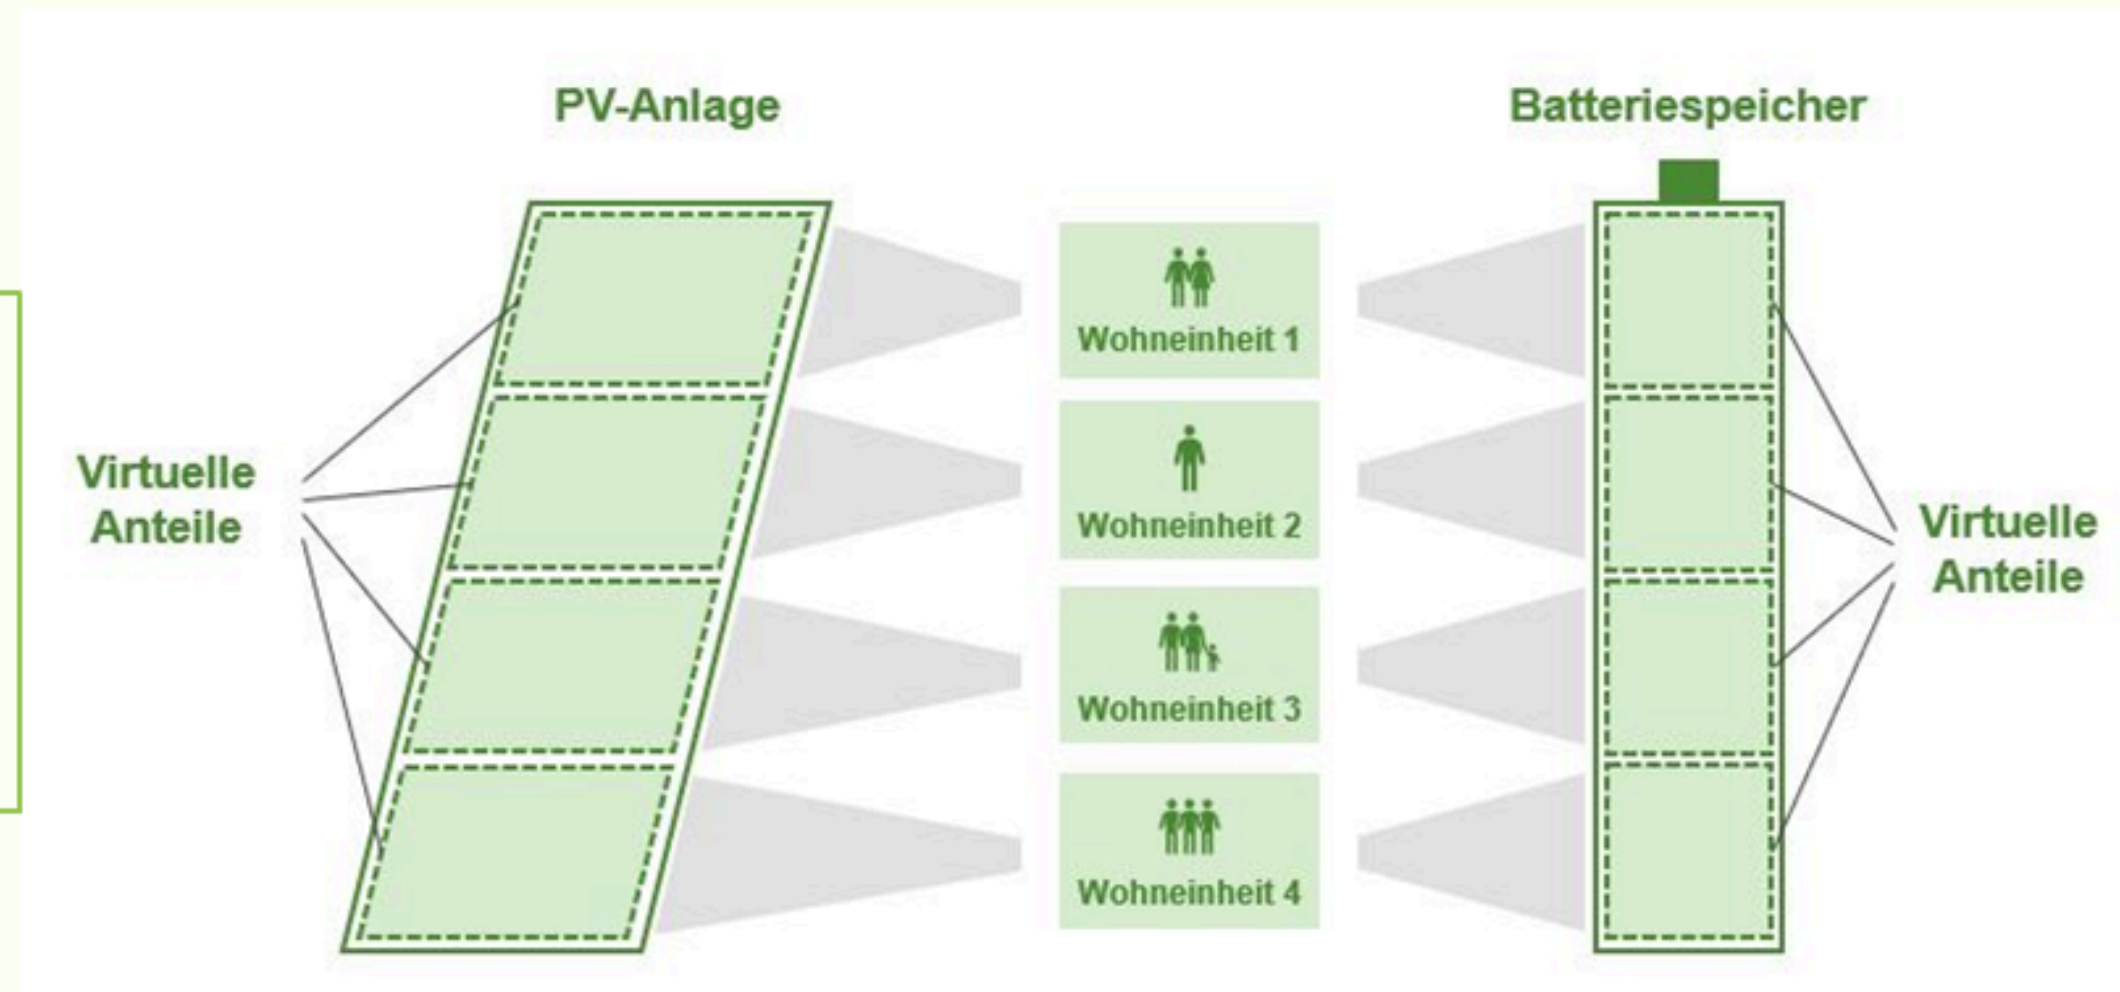 PV-Anlage
Batteriespeicher
Wohneinheit 1
Wohneinheit 2
Wohneinheit 3
Wohneinheit 4
Virtuelle
Anteile
Virtuelle
Anteile